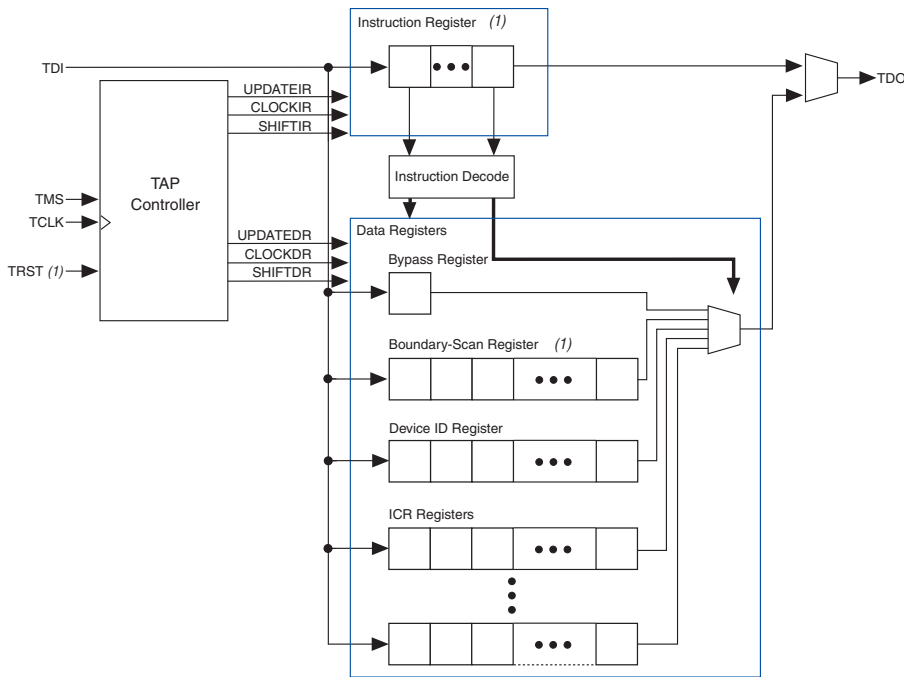 Instruction Register (1)
TDI
TDO
UPDATEIR
CLOCKIR
SHIFTIR
TAP
Controller
Instruction Decode
TMS
TCLK
TRST (1)
UPDATEDR
CLOCKDR
SHIFTDR
Data Registers
Bypass Register
Boundary-Scan Register (1)
Device ID Register
ICR Registers